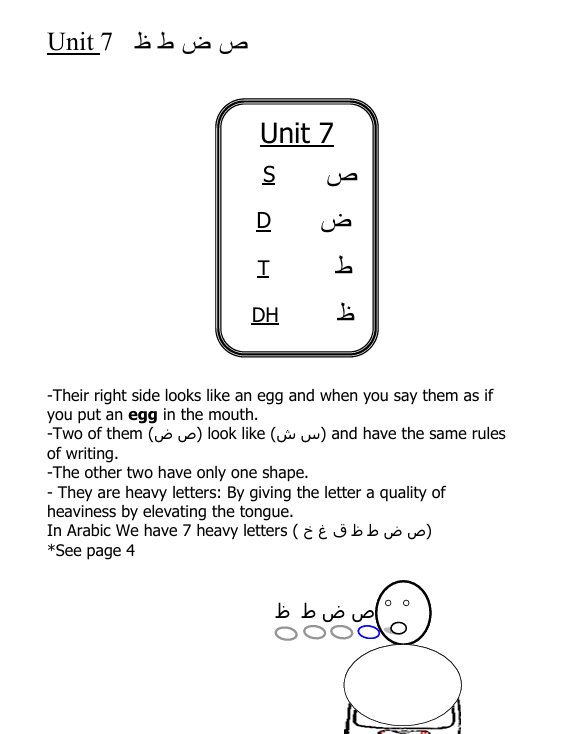 Unit 7 ص ض ط ظ
Unit 7
S ص
D ض
T ط
DH ظ
-Their right side looks like an egg and when you say them as if
you put an egg in the mouth.
-Two of them (ص ض) look like (س ش) and have the same rules
of writing.
-The other two have only one shape.
- They are heavy letters: By giving the letter a quality of
heaviness by elevating the tongue.
In Arabic We have 7 heavy letters ( ص ض ط ظ ق غ خ)
*See page 4
ص ض ط ظ